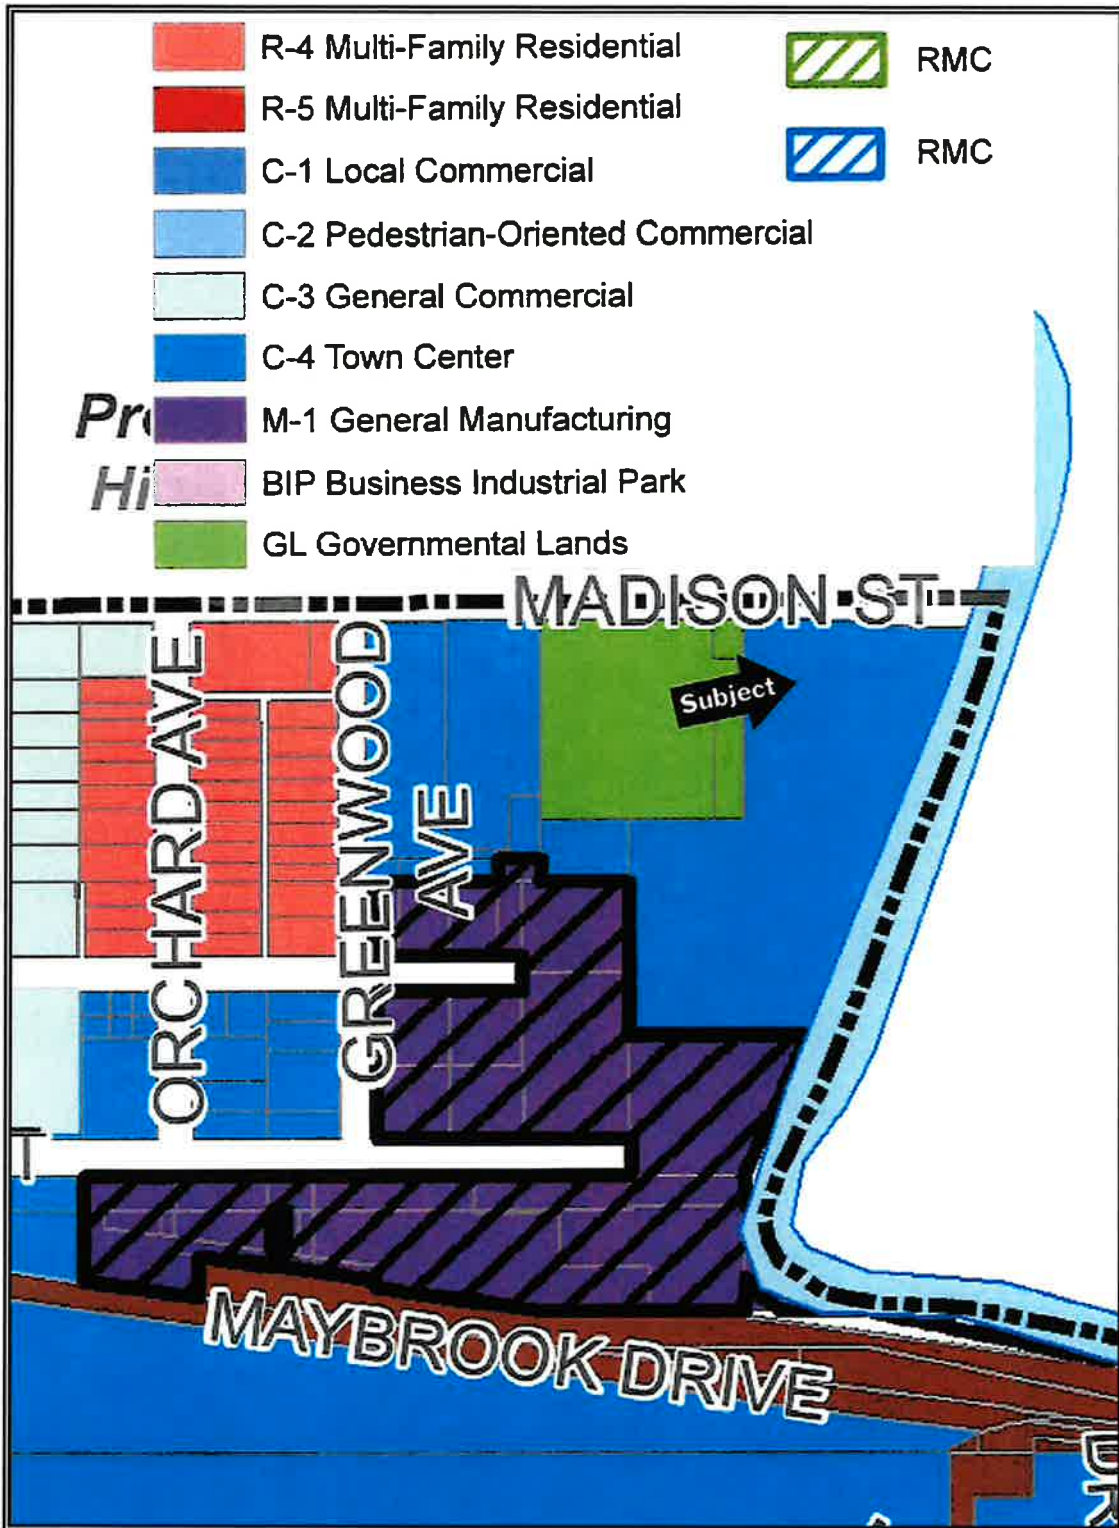 R-4 Multi-Family Residential
R-5 Multi-Family Residential
C-1 Local Commercial
C-2 Pedestrian-Oriented Commercial
C-3 General Commercial
C-4 Town Center
M-1 General Manufacturing
BIP Business Industrial Park
GL Governmental Lands
RMC
RMC
MADISON ST
Subject
ORCHARD AVE
GREENWOOD
AVE
MAYBROOK DRIVE